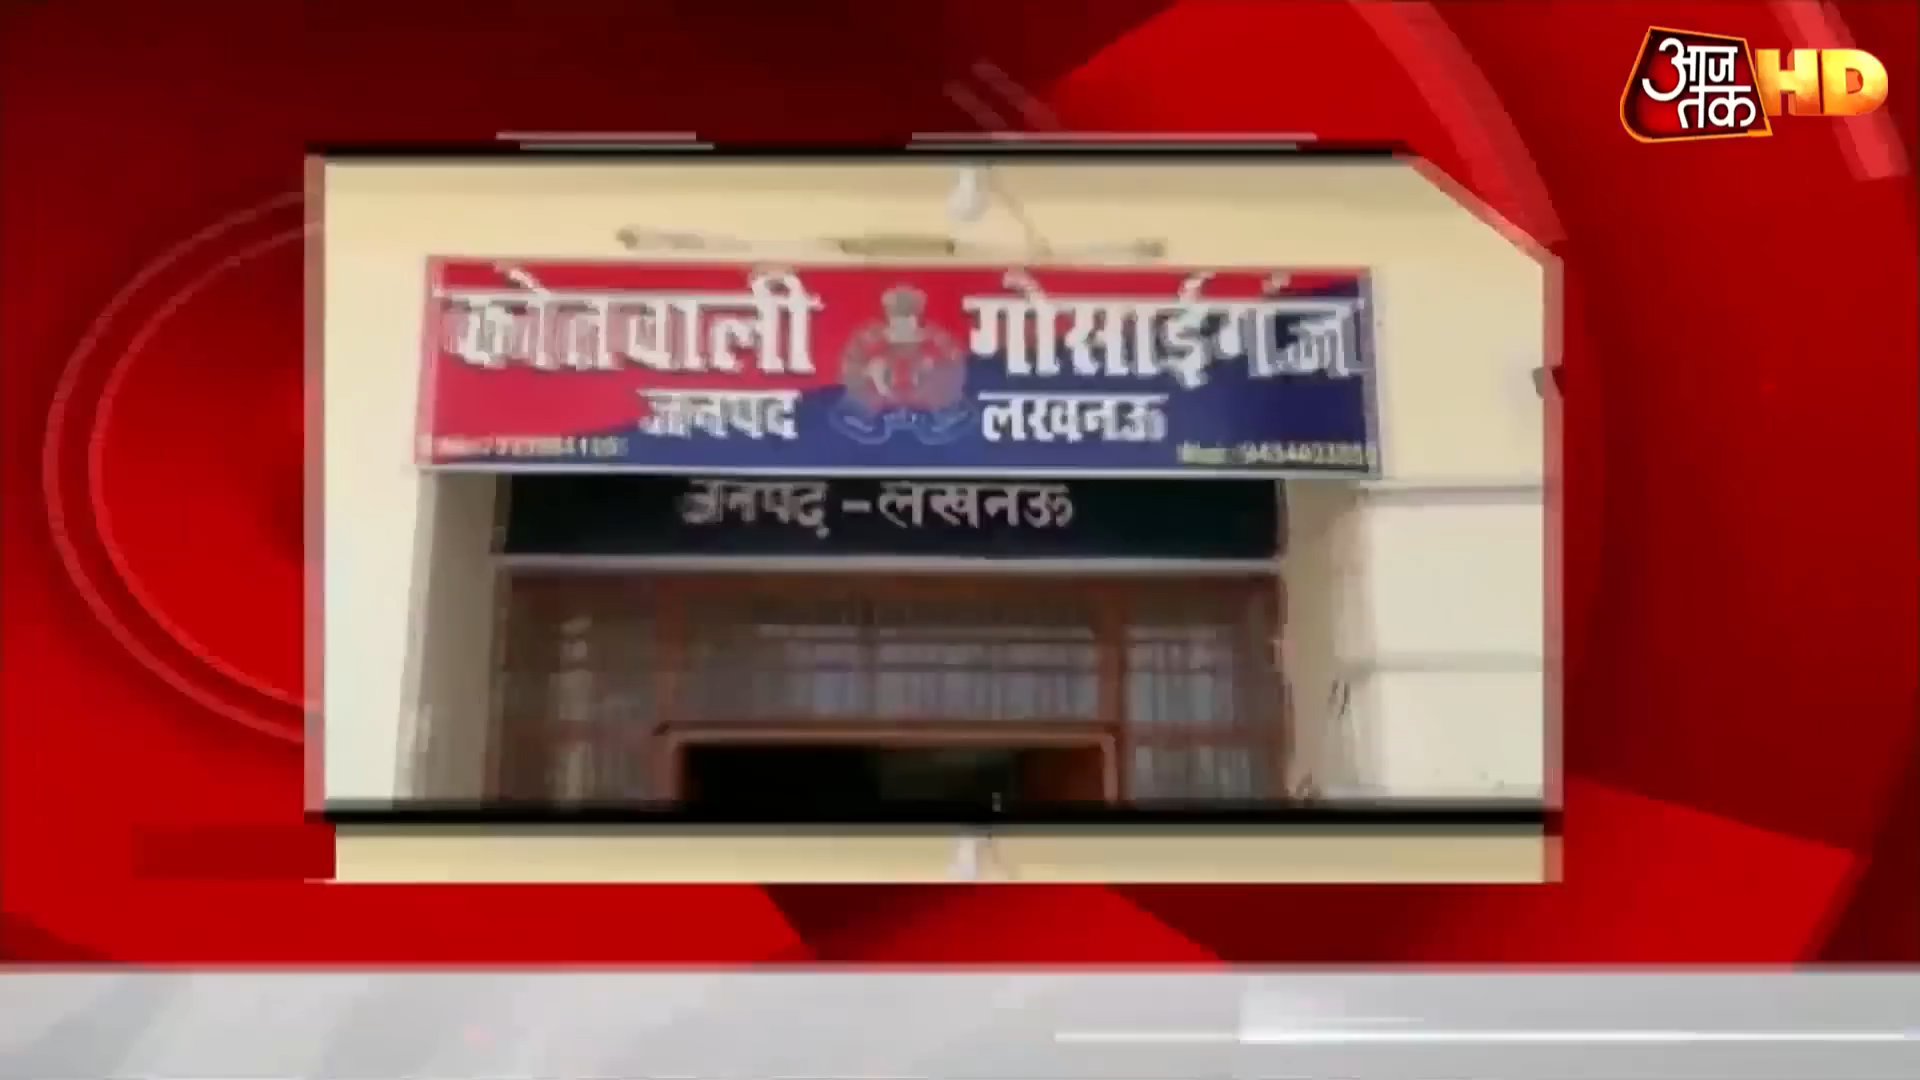 आज तक HD
कोतवाली गोसाईगंज
जनपद लखनऊ
जनपद - लखनऊ